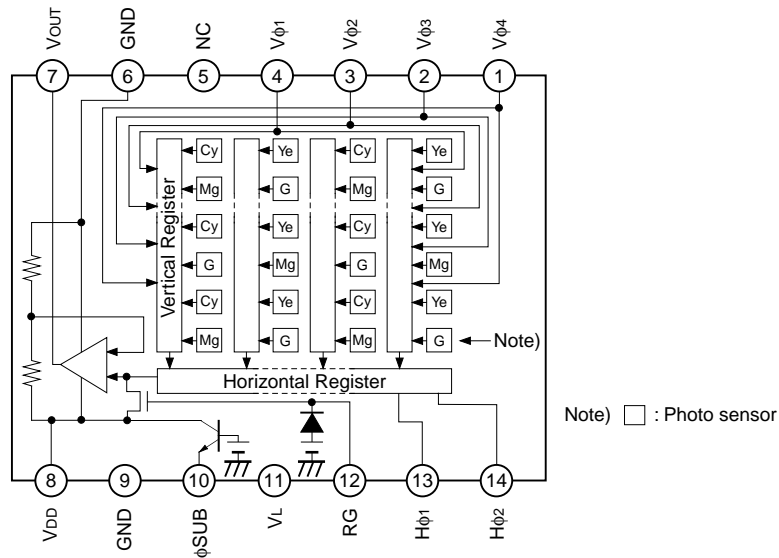 VOUT GND NC Vφ1 Vφ2 Vφ3 Vφ4
7 6 5 4 3 2 1
Vertical Register
Cy Ye Cy Ye
Mg G Mg G
Cy Ye Cy Ye
G Mg G Mg
Cy Ye Cy Ye
Mg G Mg G
Note)
Horizontal Register
Note) : Photo sensor
8 9 10 11 12 13 14
VDD GND φSUB VL RG Hφ1 Hφ2